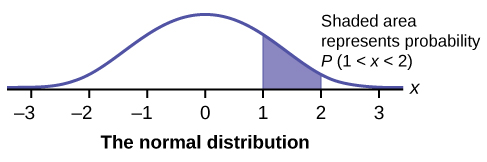 Shaded area
represents probability
P (1 < x < 2)
x
–3 –2 –1 0 1 2 3
The normal distribution